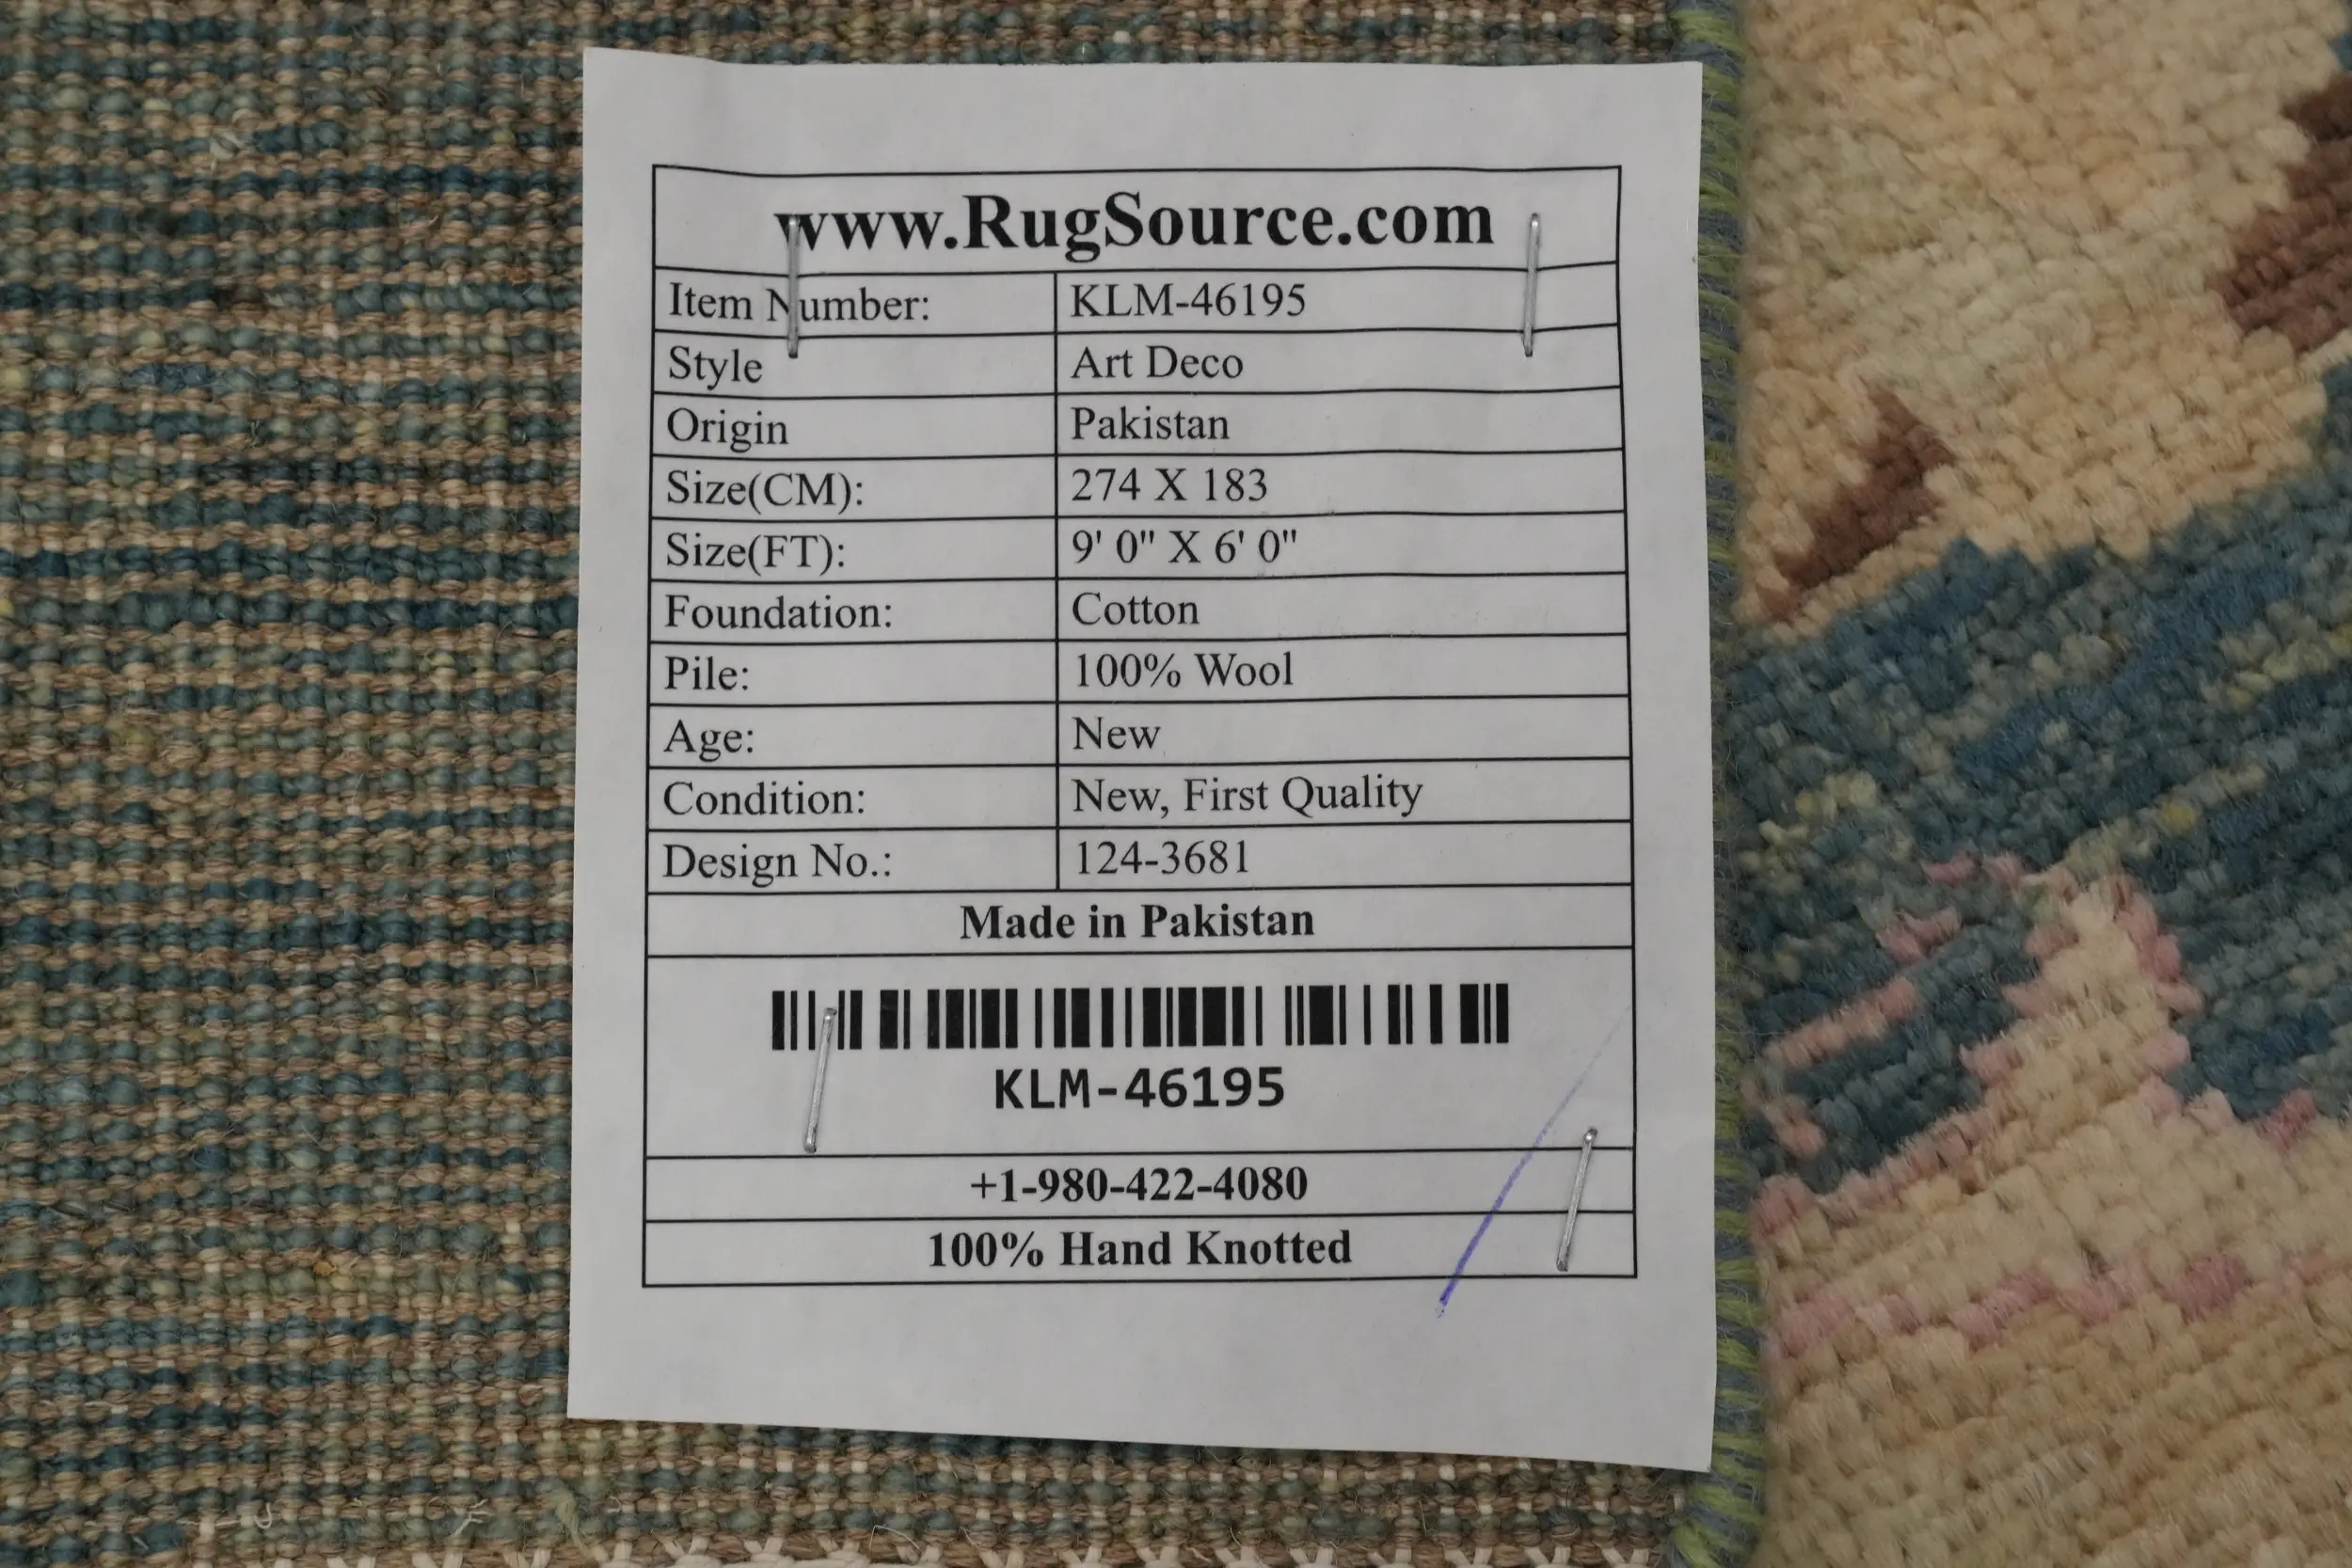 www.RugSource.com
Item Number: KLM-46195
Style Art Deco
Origin Pakistan
Size(CM): 274 X 183
Size(FT): 9' 0" X 6' 0"
Foundation: Cotton
Pile: 100% Wool
Age: New
Condition: New, First Quality
Design No.: 124-3681
Made in Pakistan
KLM-46195
+1-980-422-4080
100% Hand Knotted